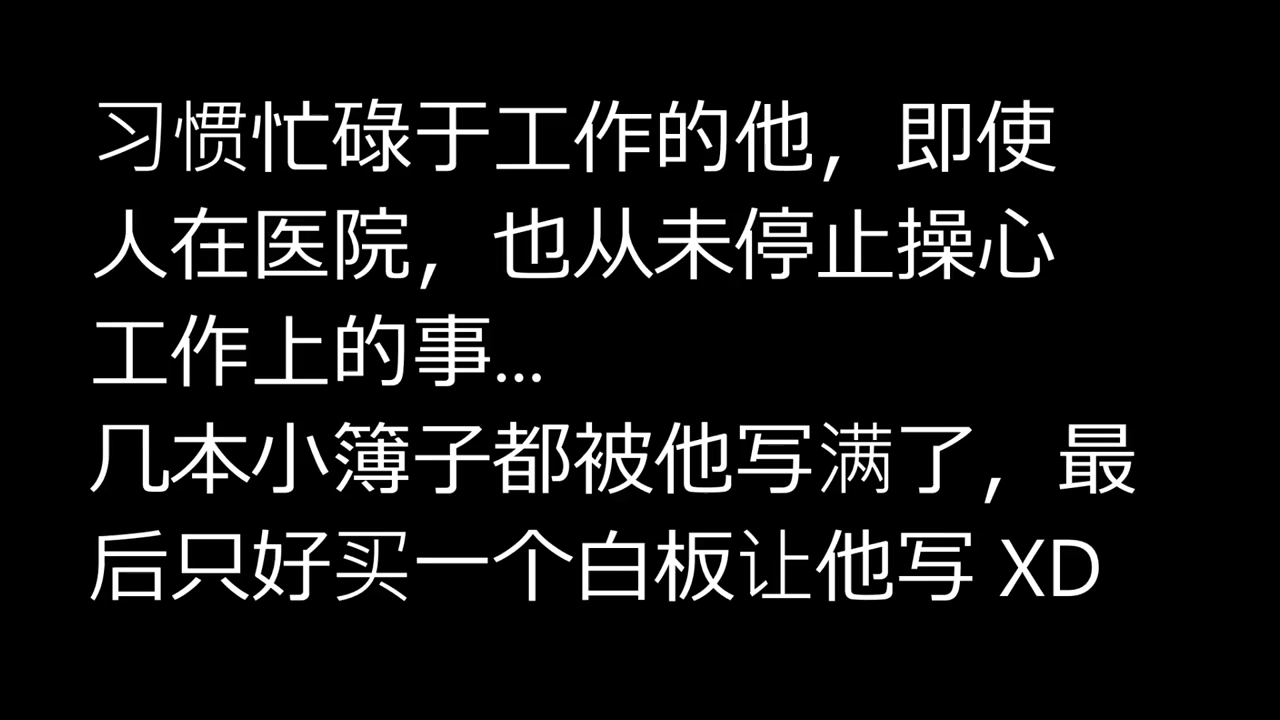 习惯忙碌于工作的他，即使
人在医院，也从未停止操心
工作上的事...
几本小簿子都被他写满了，最
后只好买一个白板让他写 XD